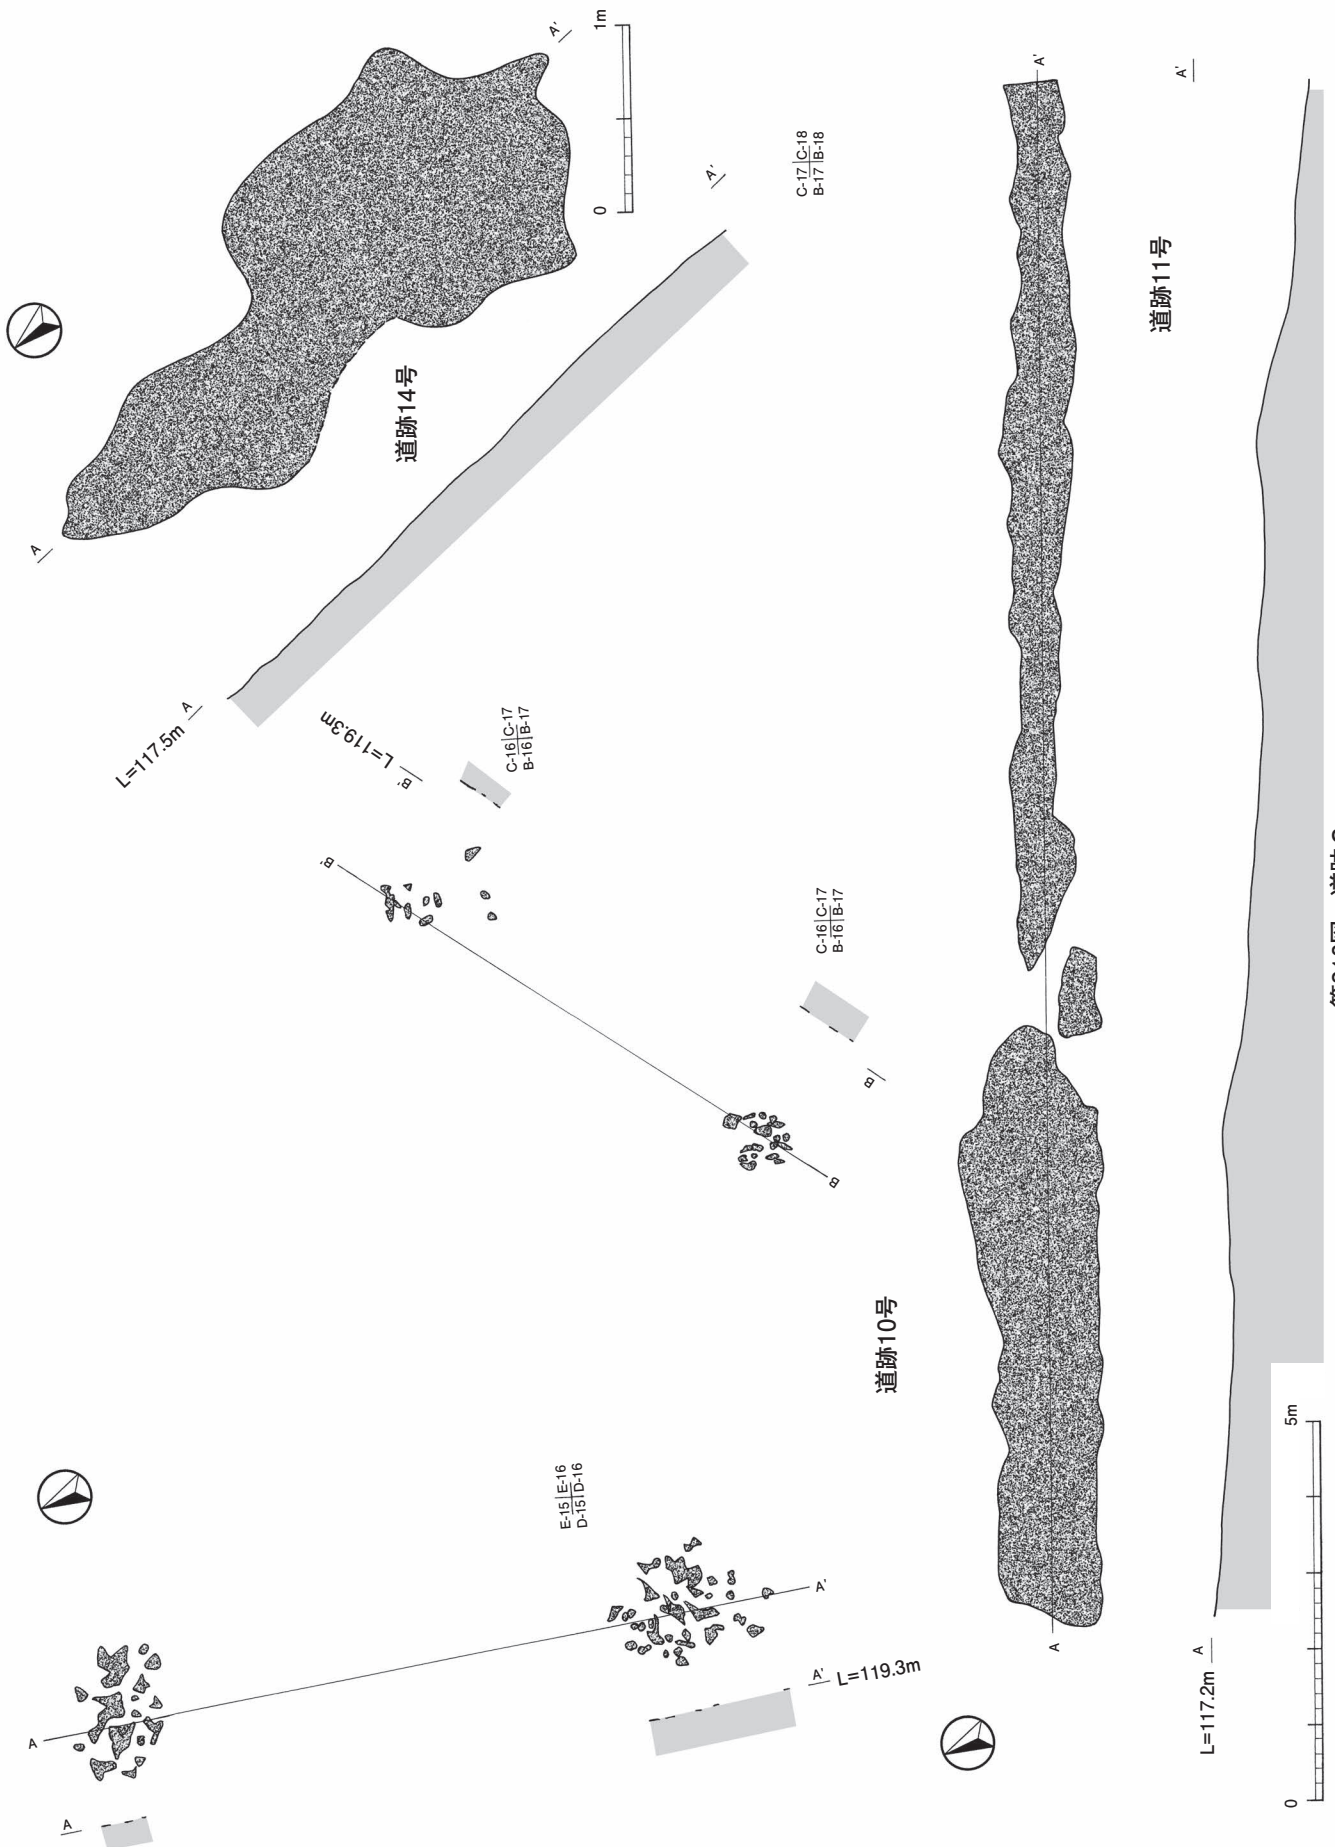 A
A'
0
1m
道跡14号
L=117.5m
A
A'
C-17 C-18
B-17 B-18
L=119.3m
B'
C-16 C-17
B-16 B-17
B'
B
C-16 C-17
B-16 B-17
B
道跡10号
E-15 E-16
D-15 D-16
A
A'
A
A'
L=119.3m
A
A'
道跡11号
L=117.2m
A
A'
0
5m